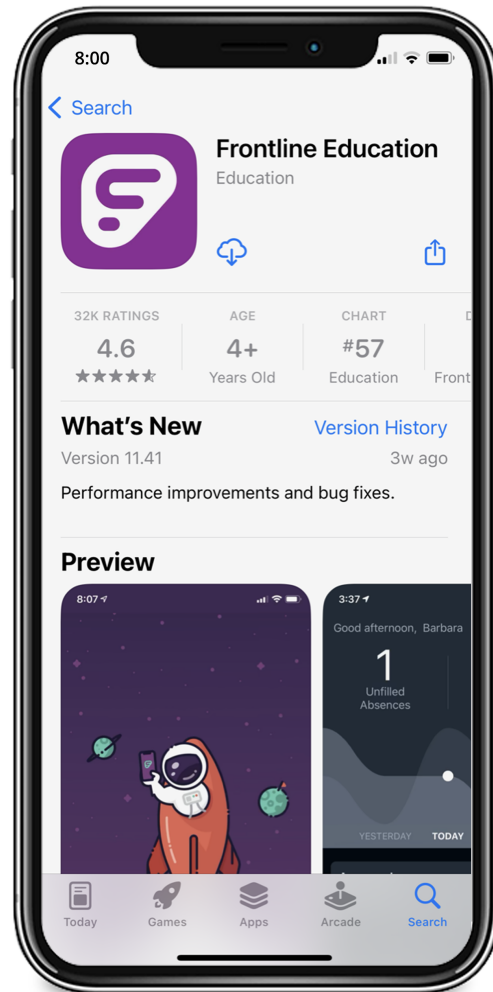 8:00
Search
Frontline Education
Education
32K RATINGS
4.6
AGE
4+
Years Old
CHART
#57
Education
D
Front
What's New
Version History
Version 11.41
3w ago
Performance improvements and bug fixes.
Preview
8:07
3:37
Good afternoon, Barbara
1
Unfilled
Absences
YESTERDAY
TODAY
Today
Games
Apps
Arcade
Search